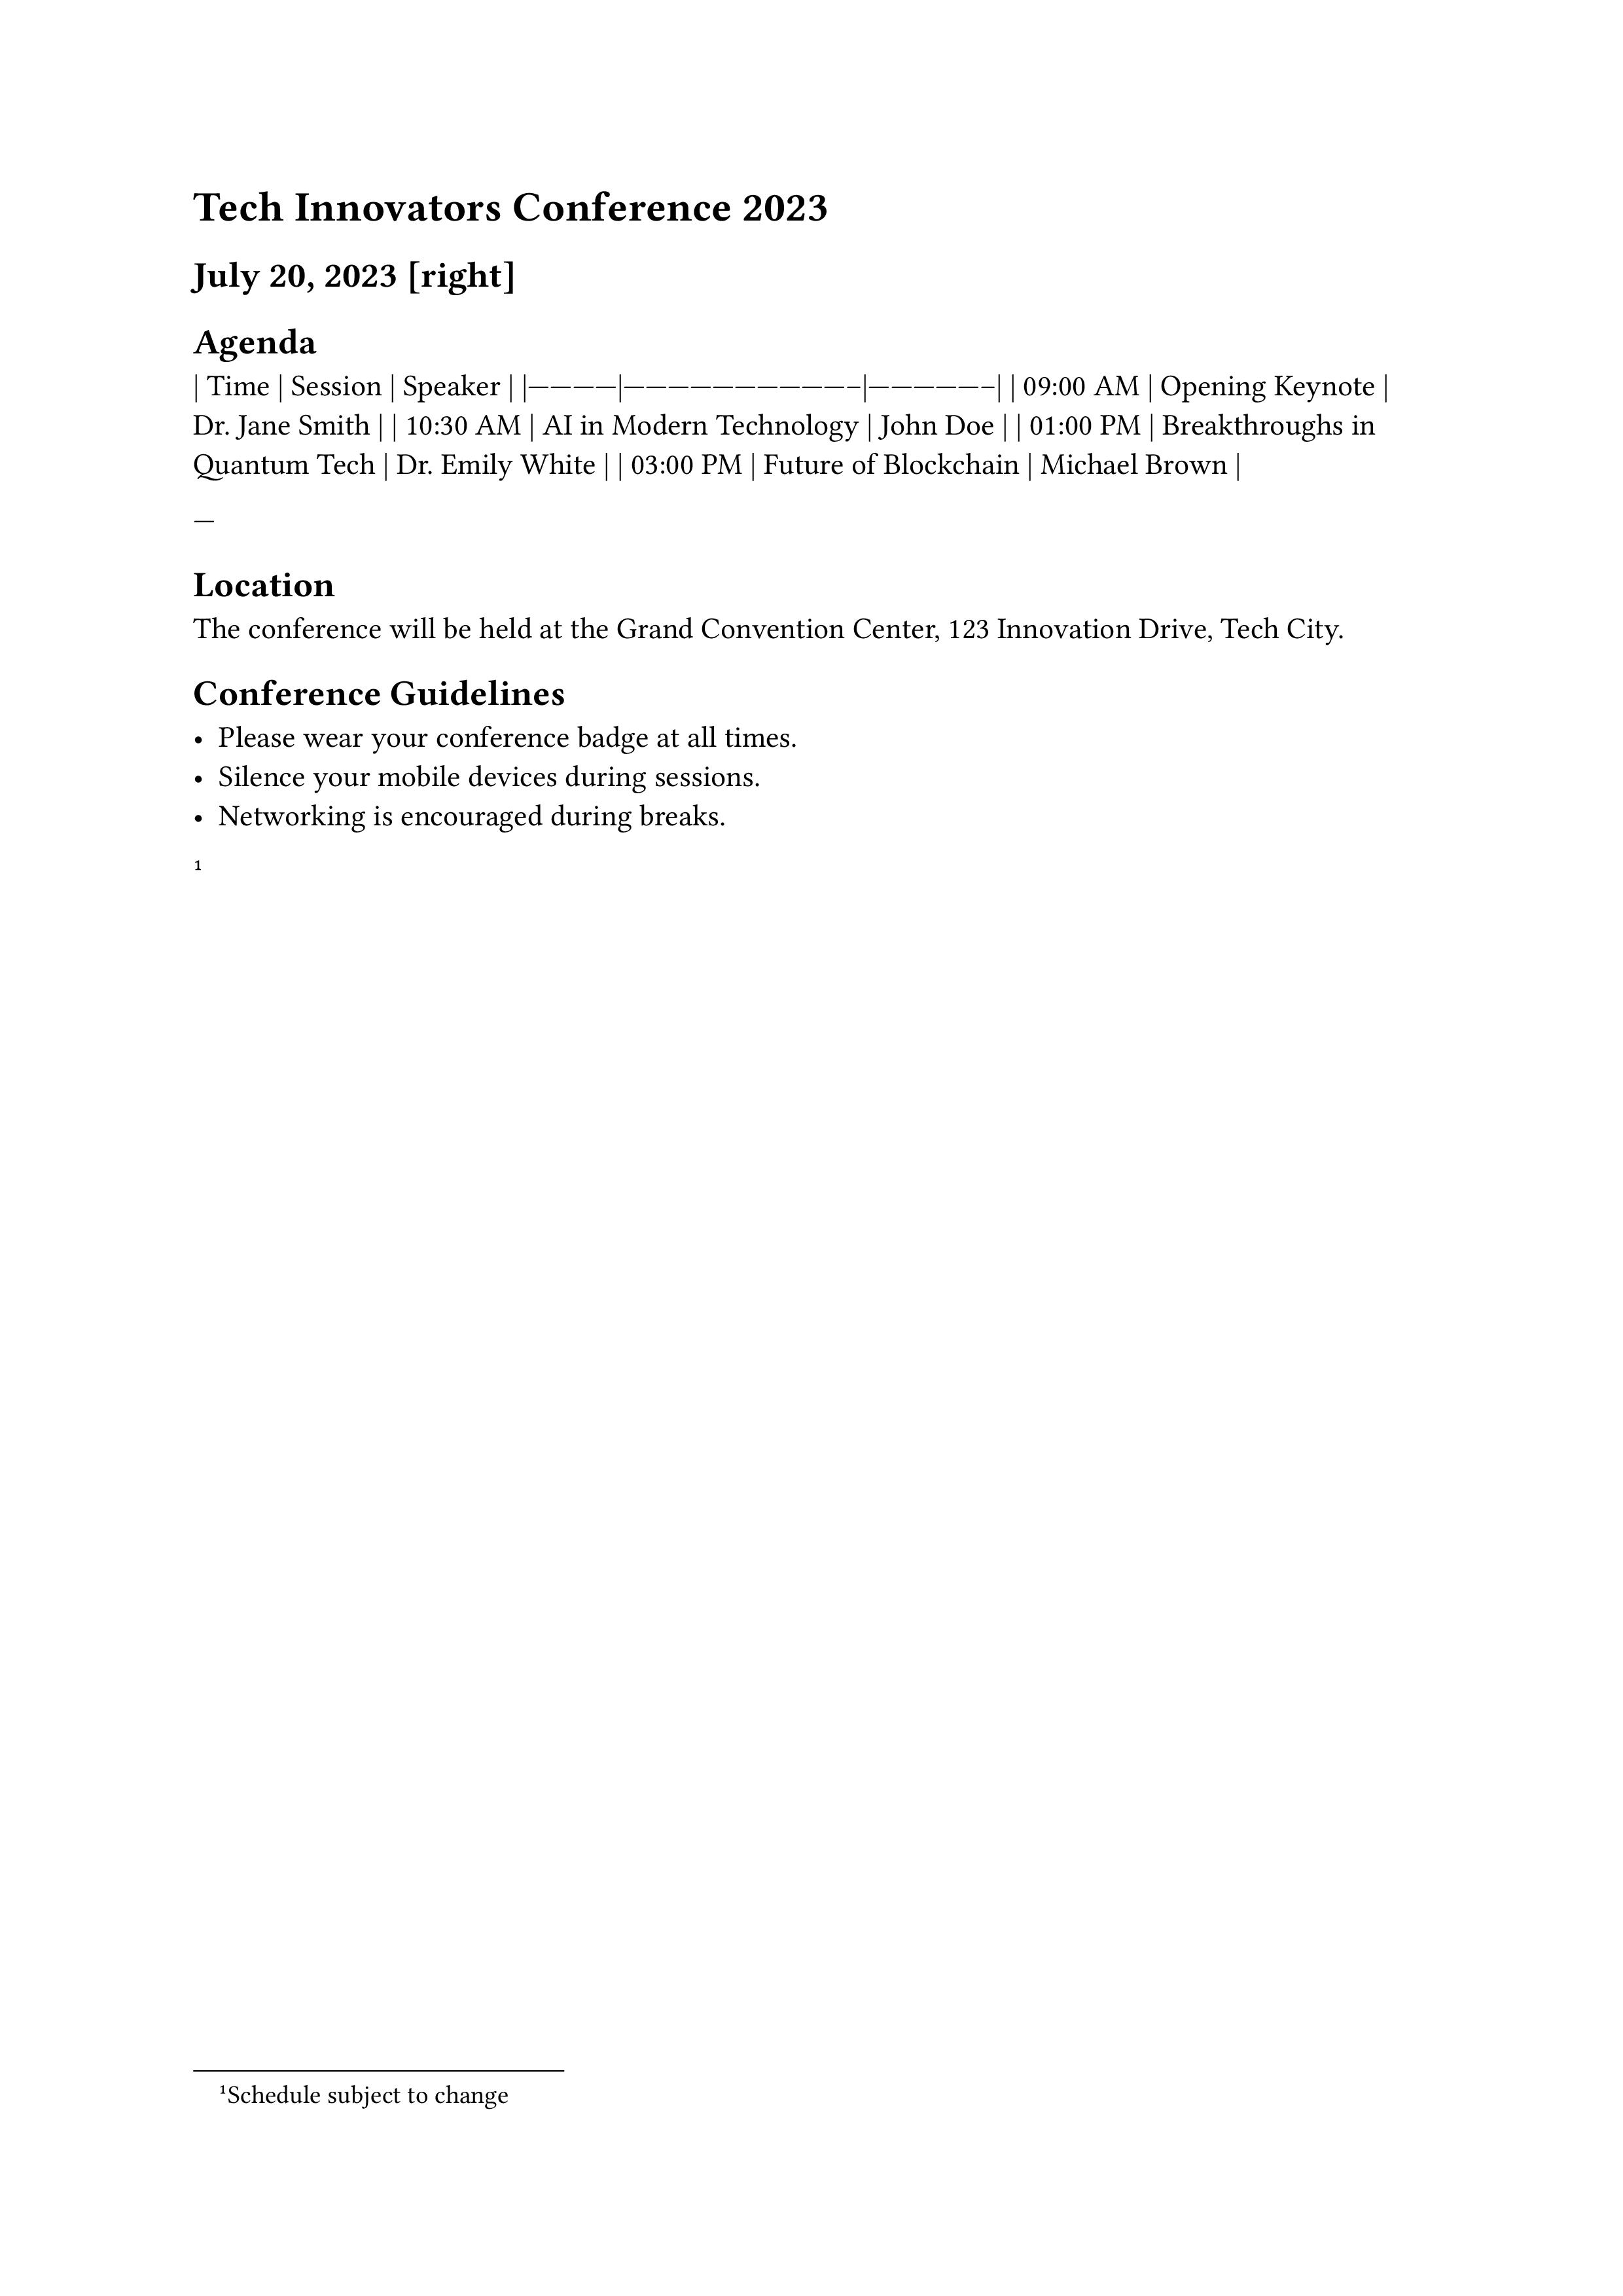 Tech Innovators Conference 2023
July 20, 2023 [right]
Agenda
| Time | Session | Speaker | |————|———————————–|—————–| | 09:00 AM | Opening Keynote |
Dr. Jane Smith | | 10:30 AM | AI in Modern Technology | John Doe | | 01:00 PM | Breakthroughs in
Quantum Tech | Dr. Emily White | | 03:00 PM | Future of Blockchain | Michael Brown |
—
Location
The conference will be held at the Grand Convention Center, 123 Innovation Drive, Tech City.
Conference Guidelines
• Please wear your conference badge at all times.
• Silence your mobile devices during sessions.
• Networking is encouraged during breaks.
¹
¹Schedule subject to change